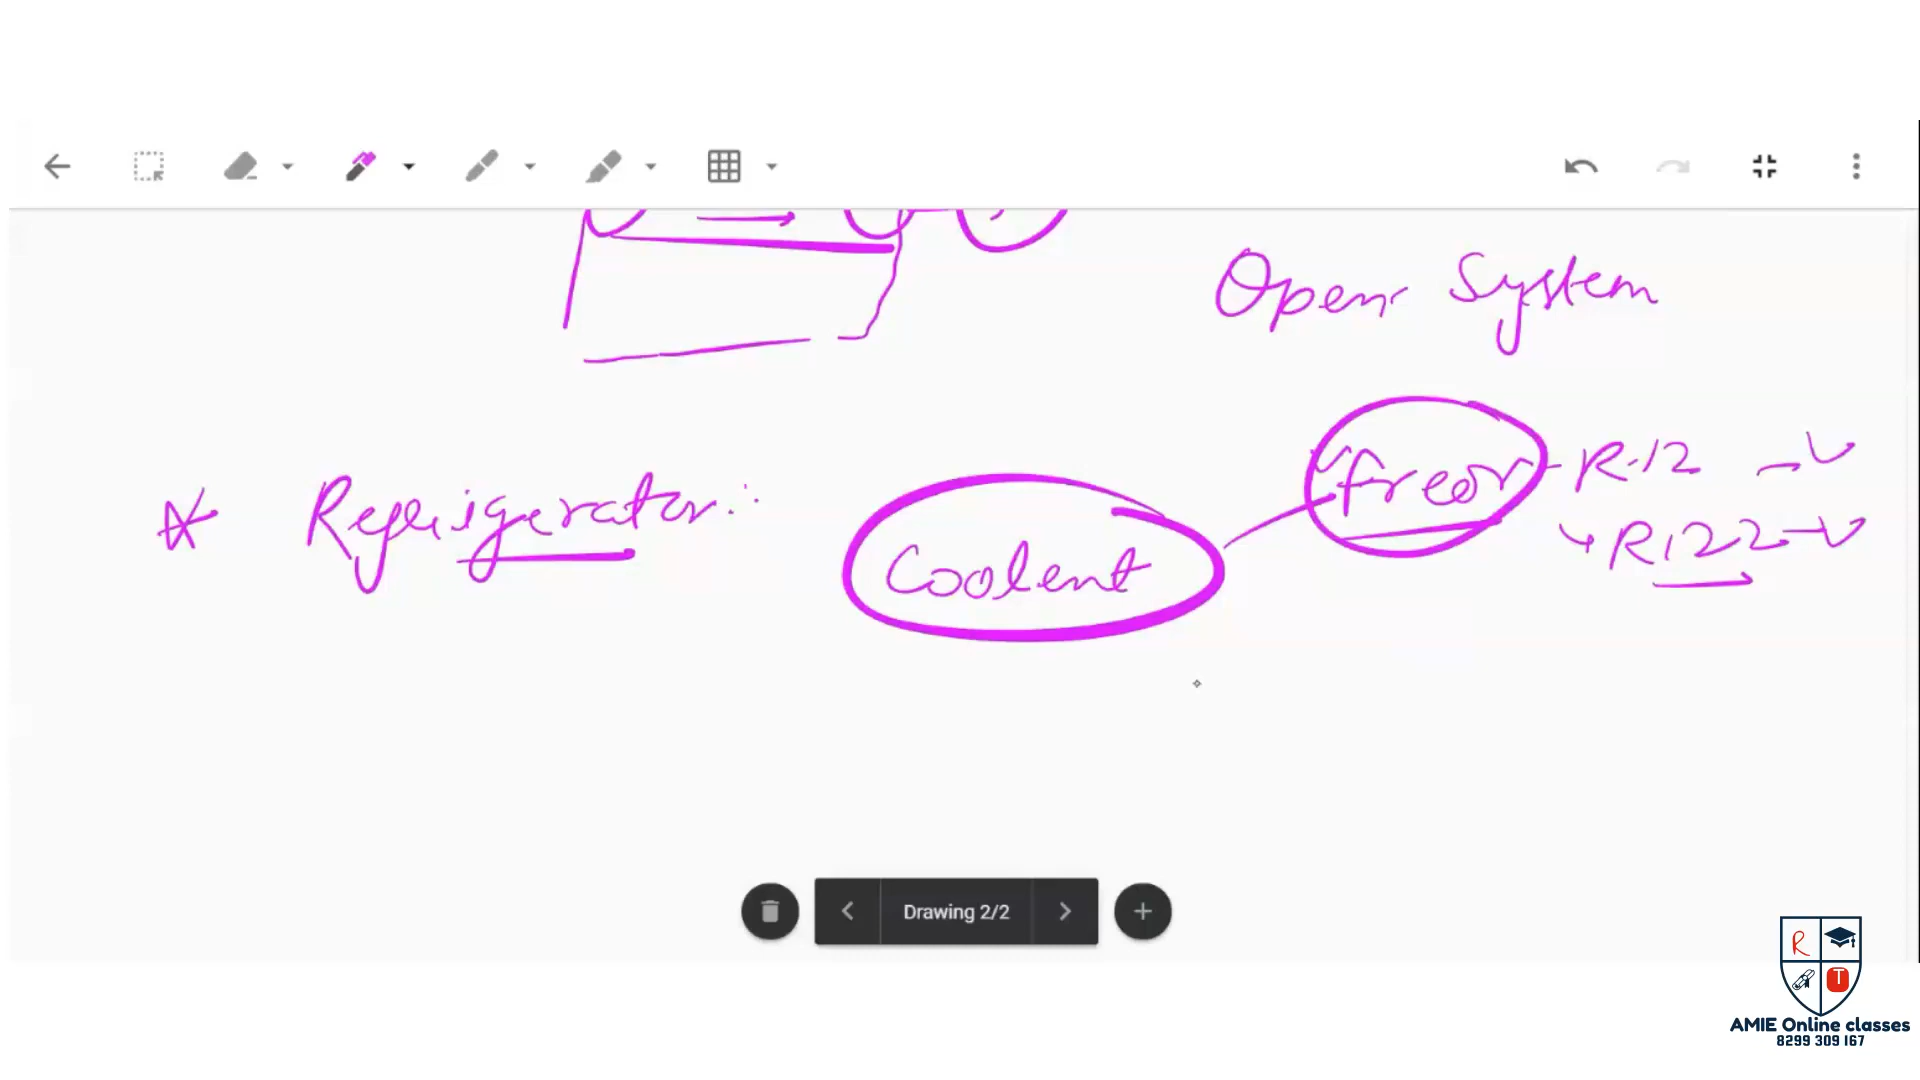 Open System
* Refrigerator:
Coolent
freon
R-12
R122
Drawing 2/2
R
T
AMIE Online classes
8299 309 167